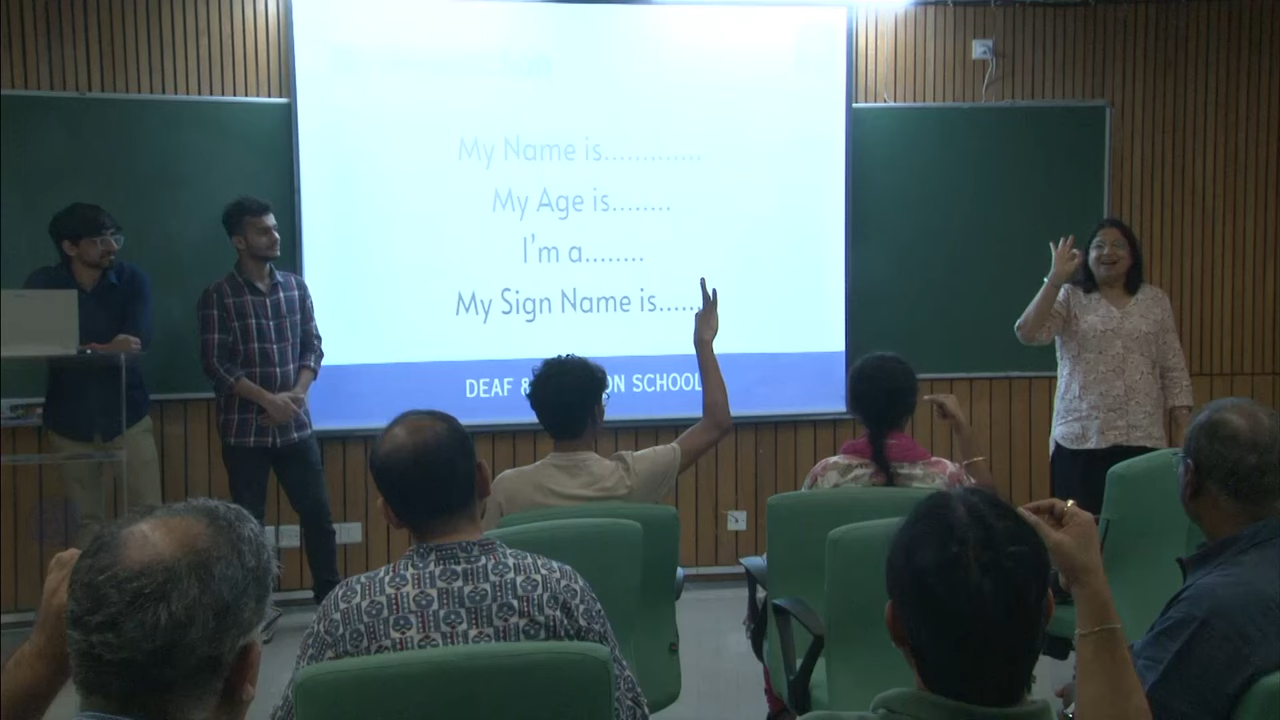 My Name is.............
My Age is........
I'm a........
My Sign Name is......
DEAF & ON SCHOOL